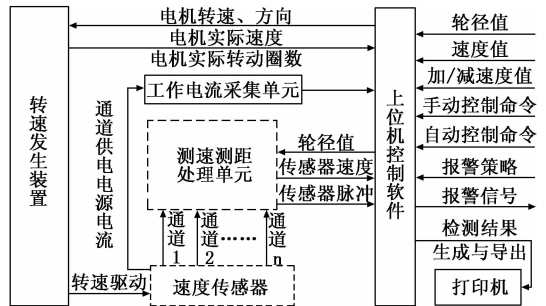 电机转速、方向
电机实际速度
电机实际转动圈数
转速发生装置
通道供电电源电流
工作电流采集单元
测速测距
处理单元
轮径值
传感器速度
传感器脉冲
通道1
通道2
……
通道n
转速驱动
速度传感器
上位机控制软件
轮径值
速度值
加/减速度值
手动控制命令
自动控制命令
报警策略
报警信号
检测结果
生成与导出
打印机